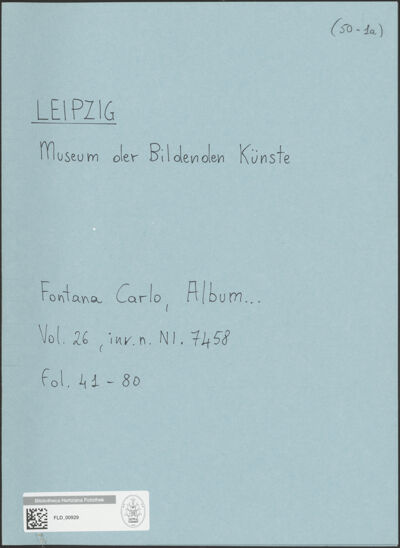 (50-1a)
LEIPZIG
Museum der Bildenden Künste
Fontana Carlo, Album...
Vol. 26, inv.n. NI. 7458
Fol. 41-80
Bibliotheca Hertziana Fotothek
FLD_00929